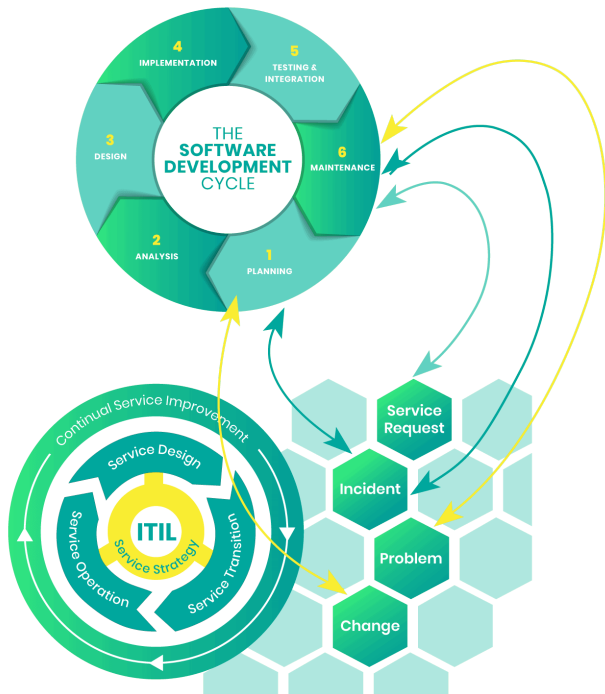 4
IMPLEMENTATION
5
TESTING &
INTEGRATION
3
DESIGN
THE
SOFTWARE
DEVELOPMENT
CYCLE
6
MAINTENANCE
2
ANALYSIS
1
PLANNING
Continual Service Improvement
Service Design
ITIL
Service Strategy
Service Operation
Service Transition
Service
Request
Incident
Problem
Change